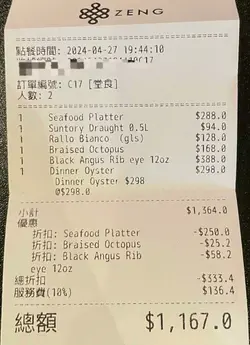 ZENG
點餐時間: 2024-04-27 19:44:10
訂單編號: C17 [堂食]
人數: 2
1 Seafood Platter $288.0
1 Suntory Draught 0.5L $94.0
1 Rallo Bianco (gls) $128.0
1 Braised Octopus $168.0
1 Black Angus Rib eye 12oz $388.0
1 Dinner Oyster $298.0
Dinner Oyster $298
@$298.0
小計 $1,364.0
優惠
折扣: Seafood Platter -$250.0
折扣: Braised Octopus -$25.2
折扣: Black Angus Rib -$58.2
eye 12oz
總折扣 -$333.4
服務費(10%) $136.4
總額 $1,167.0